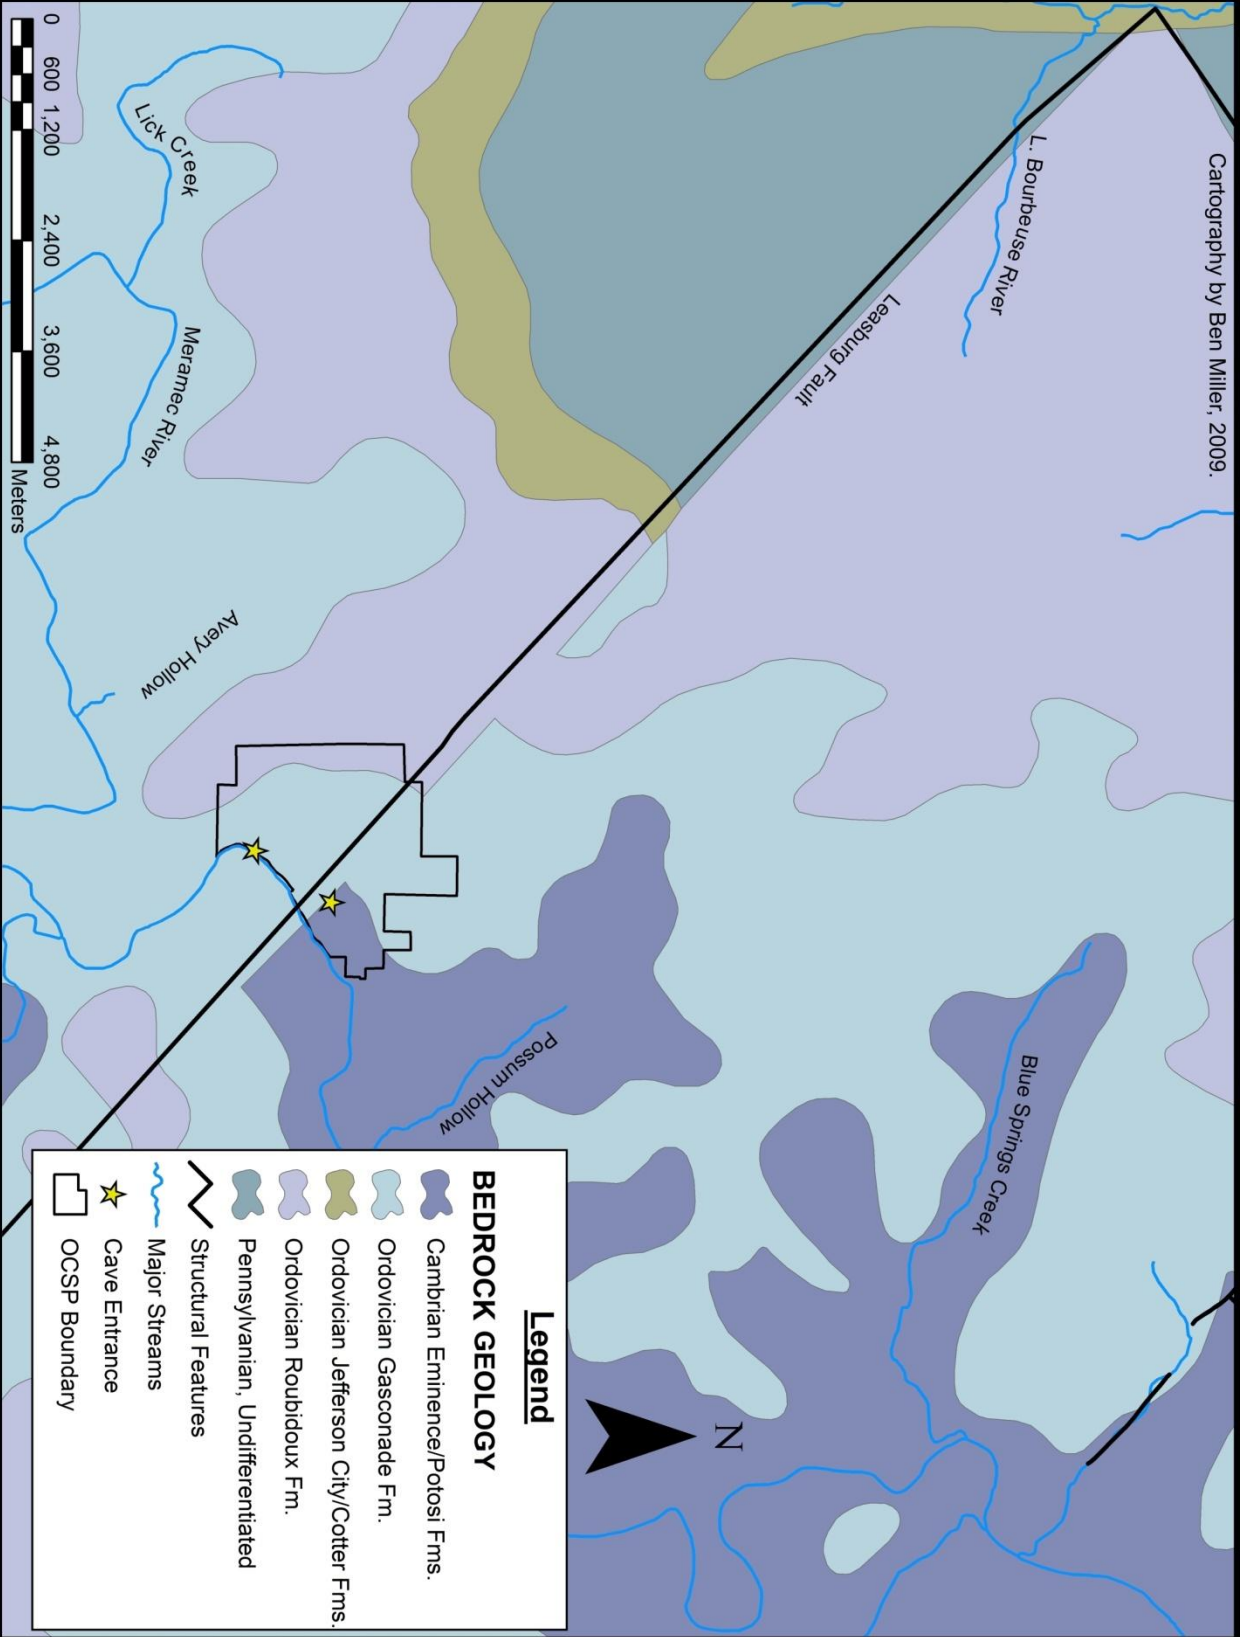 Cartography by Ben Miller, 2009.
L. Bourbeuse River
Leasburg Fault
Blue Springs Creek
N
Possum Hollow
Lick Creek
Meramec River
Avery Hollow
0 600 1,200 2,400 3,600 4,800
Meters
Legend
BEDROCK GEOLOGY
Cambrian Eminence/Potosi Fms.
Ordovician Gasconade Fm.
Ordovician Jefferson City/Cotter Fms.
Ordovician Roubidoux Fm.
Pennsylvanian, Undifferentiated
Structural Features
Major Streams
Cave Entrance
OCSP Boundary